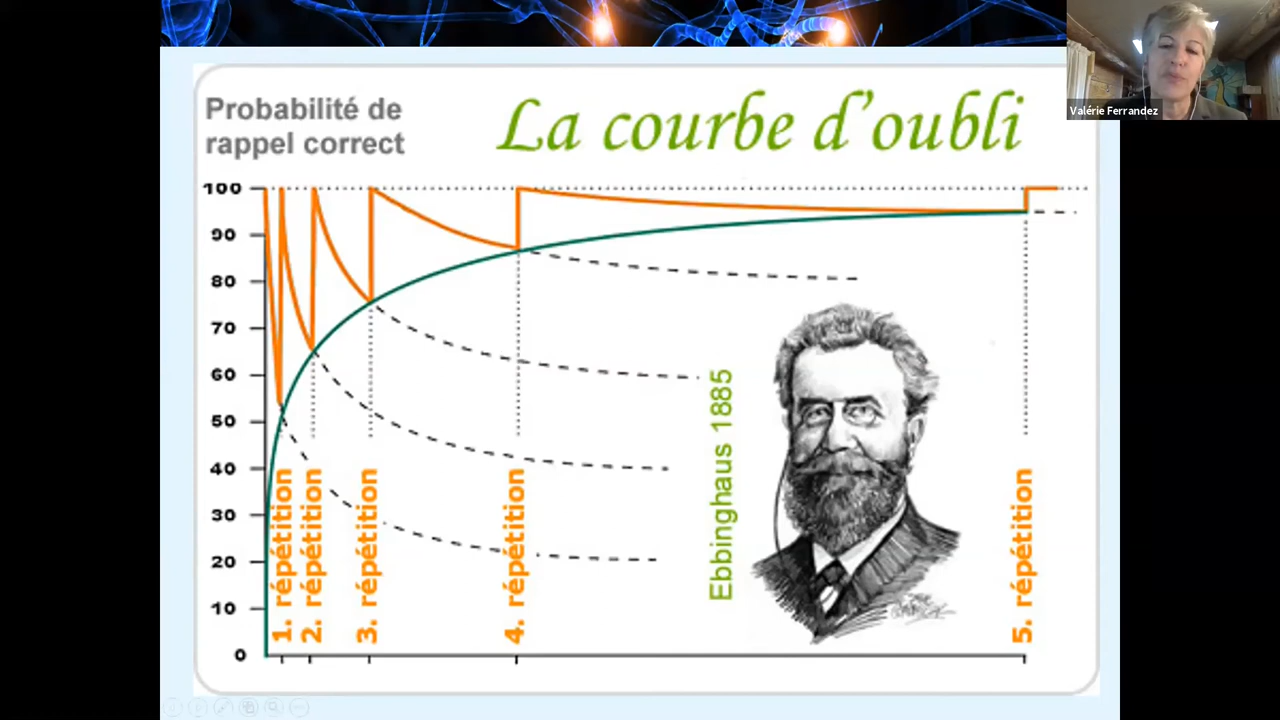 Valérie Ferrandez
Probabilité de
rappel correct
La courbe d'oubli
100
90
80
70
60
50
40
30
20
10
0
1. répétition
2. répétition
3. répétition
4. répétition
5. répétition
Ebbinghaus 1885